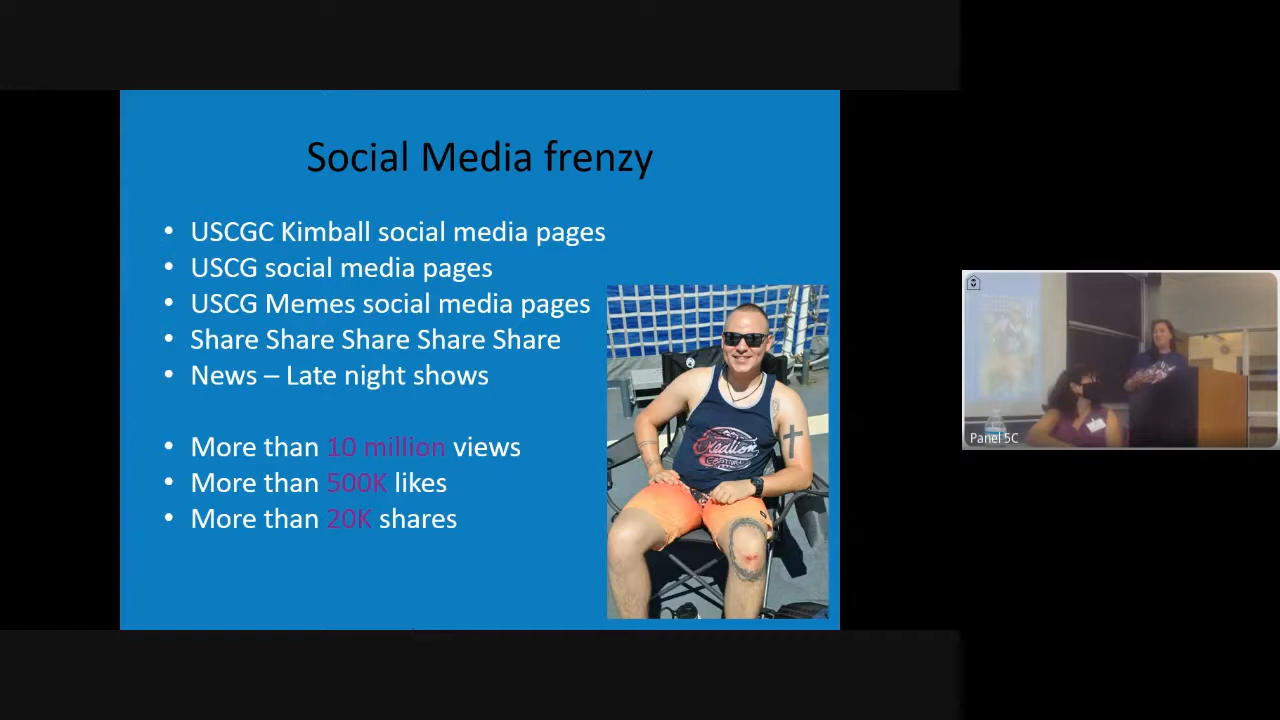 Social Media frenzy
• USCGC Kimball social media pages
• USCG social media pages
• USCG Memes social media pages
• Share Share Share Share Share
• News – Late night shows
• More than 10 million views
• More than 500K likes
• More than 20K shares
Panel 5C